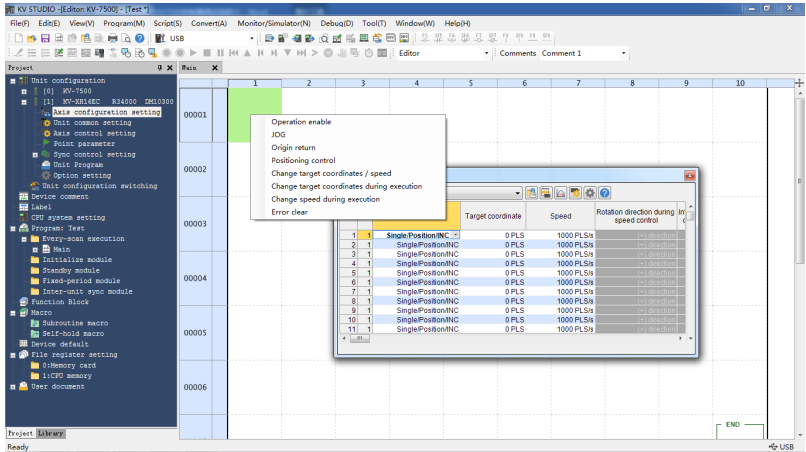 KV STUDIO -[Editon KV-7500] - [Test *]
File(F) Edit(E) View(V) Program(M) Script(S) Convert(A) Monitor/Simulator(N) Debug(D) Tool(T) Window(W) Help(H)
USB
Editor Comments Comment 1
Project Main
Unit configuration
[0] KV-7500
[1] KV-XH16EC R34000 DM10300
Axis configuration setting
Unit common setting
Axis control setting
Point parameter
Sync control setting
Unit Program
Option setting
Unit configuration switching
Device comment
Label
CPU system setting
Program: Test
Every-scan execution
Main
Initialize module
Standby module
Fixed-period module
Inter-unit sync module
Function Block
Macro
Subroutine macro
Self-hold macro
Device default
File register setting
0:Memory card
1:CPU memory
User document
Project Library
Ready
1 2 3 4 5 6 7 8 9 10
00001
00002
00003
00004
00005
00006
Operation enable
JOG
Origin return
Positioning control
Change target coordinates / speed
Change target coordinates during execution
Change speed during execution
Error clear
Target coordinate Speed Rotation direction during speed control
1 1 Single/Position/INC 0 PLS 1000 PLS/s (+) direction
2 1 Single/Position/INC 0 PLS 1000 PLS/s (+) direction
3 1 Single/Position/INC 0 PLS 1000 PLS/s (+) direction
4 1 Single/Position/INC 0 PLS 1000 PLS/s (+) direction
5 1 Single/Position/INC 0 PLS 1000 PLS/s (+) direction
6 1 Single/Position/INC 0 PLS 1000 PLS/s (+) direction
7 1 Single/Position/INC 0 PLS 1000 PLS/s (+) direction
8 1 Single/Position/INC 0 PLS 1000 PLS/s (+) direction
9 1 Single/Position/INC 0 PLS 1000 PLS/s (+) direction
10 1 Single/Position/INC 0 PLS 1000 PLS/s (+) direction
11 1 Single/Position/INC 0 PLS 1000 PLS/s (+) direction
END
USB